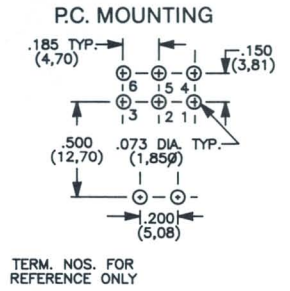 P.C. MOUNTING
.185 TYP.
(4,70)
.150
(3,81)
6 5 4
3 2 1
.500
(12,70)
.073 DIA. TYP.
(1,850)
.200
(5,08)
TERM. NOS. FOR
REFERENCE ONLY